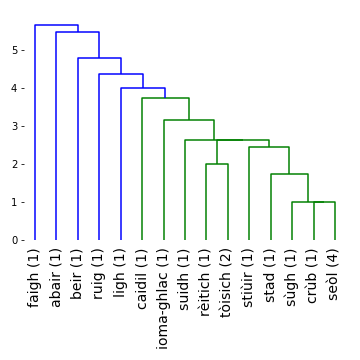 5
4
3
2
1
0
faigh (1)
abair (1)
beir (1)
ruig (1)
ligh (1)
caidil (1)
ioma-ghlac (1)
suidh (1)
rèitich (1)
tòisich (2)
stiùir (1)
stad (1)
sùgh (1)
crùb (1)
seòl (4)